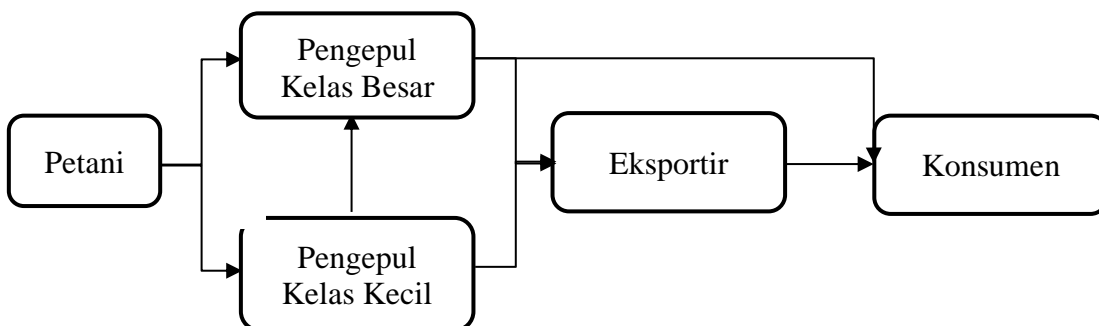 Pengepul
Kelas Besar
Petani
Eksportir
Konsumen
Pengepul
Kelas Kecil